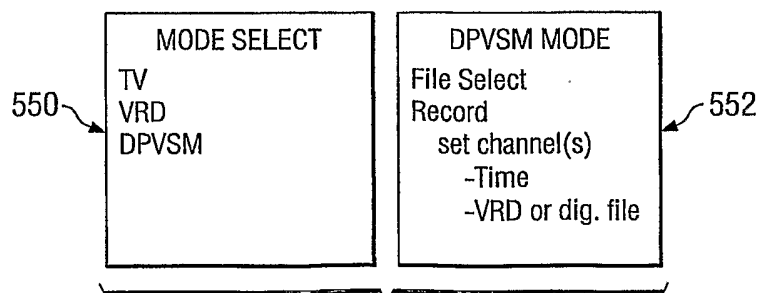 MODE SELECT
TV
VRD
DPVSM
550
DPVSM MODE
File Select
Record
set channel(s)
-Time
-VRD or dig. file
552